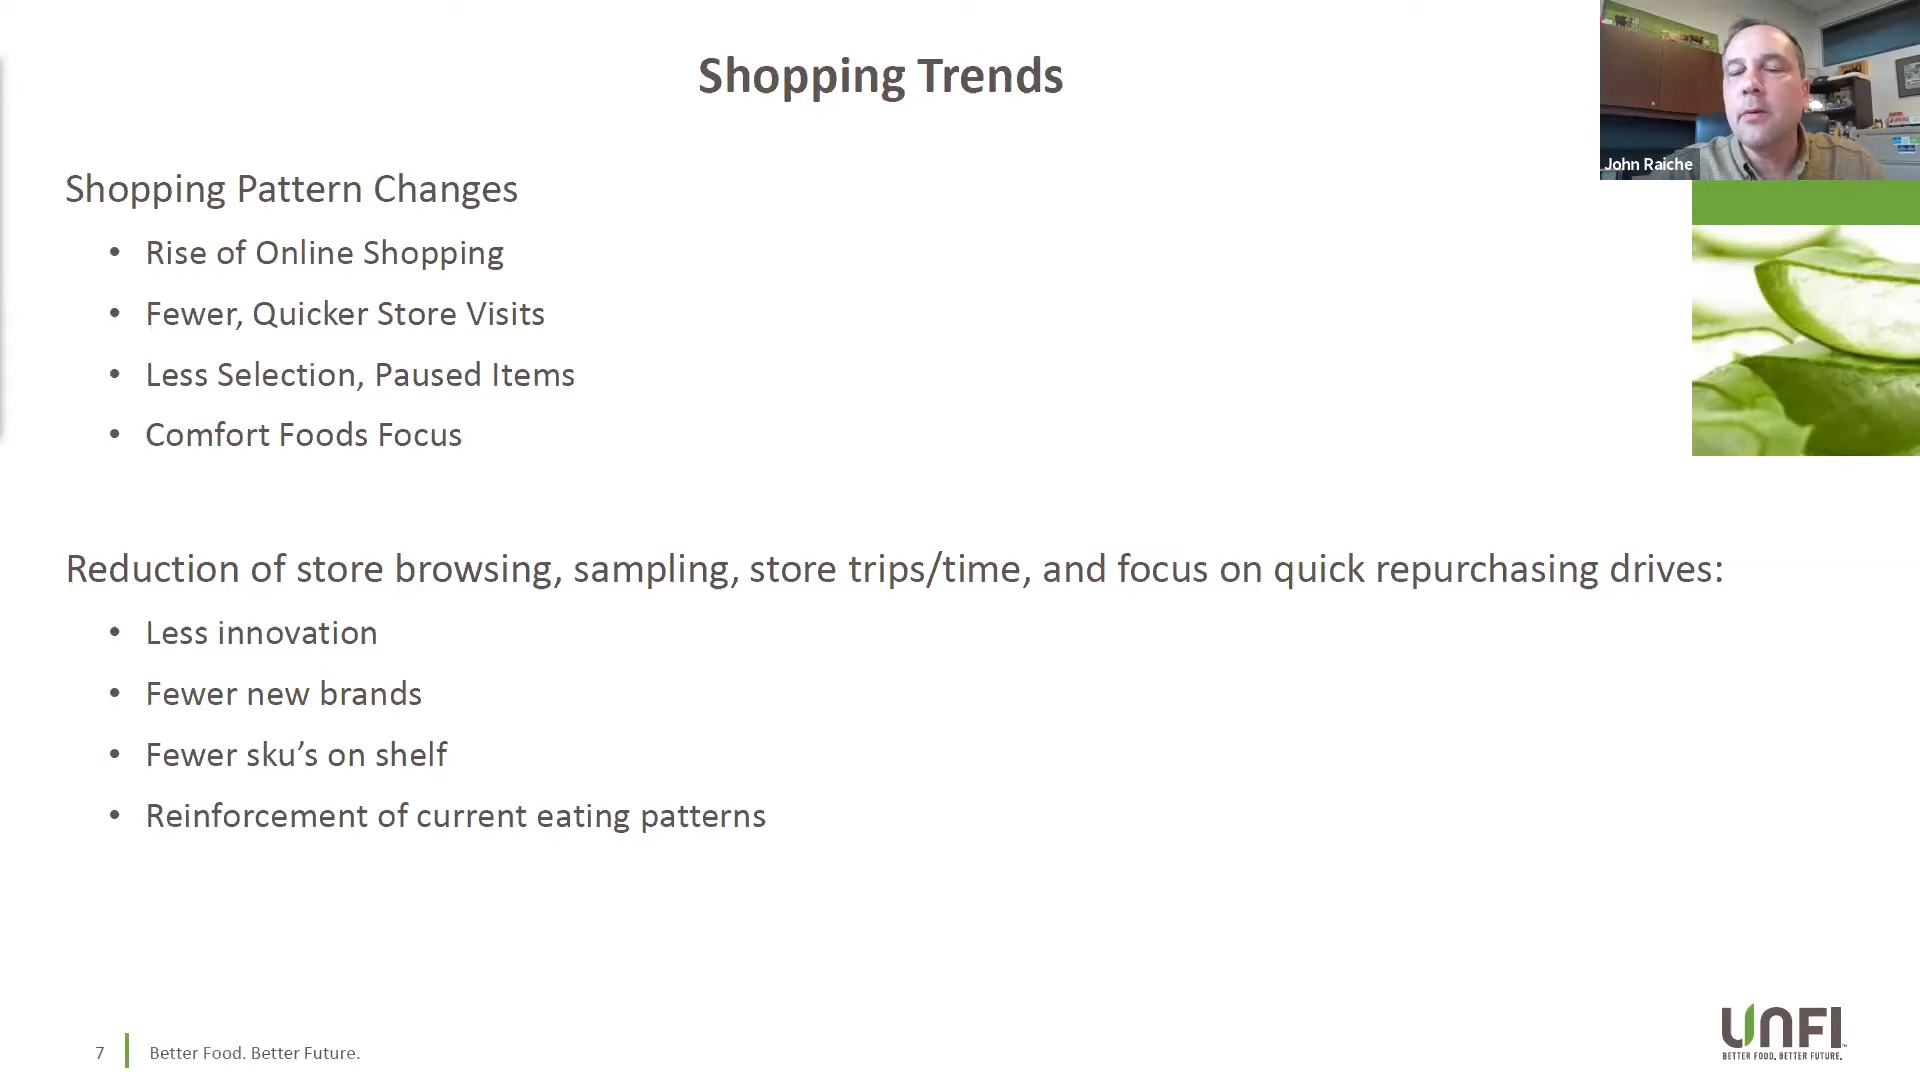 Shopping Trends
John Raiche
Shopping Pattern Changes
• Rise of Online Shopping
• Fewer, Quicker Store Visits
• Less Selection, Paused Items
• Comfort Foods Focus
Reduction of store browsing, sampling, store trips/time, and focus on quick repurchasing drives:
• Less innovation
• Fewer new brands
• Fewer sku’s on shelf
• Reinforcement of current eating patterns
7
Better Food. Better Future.
UNFI
BETTER FOOD. BETTER FUTURE.